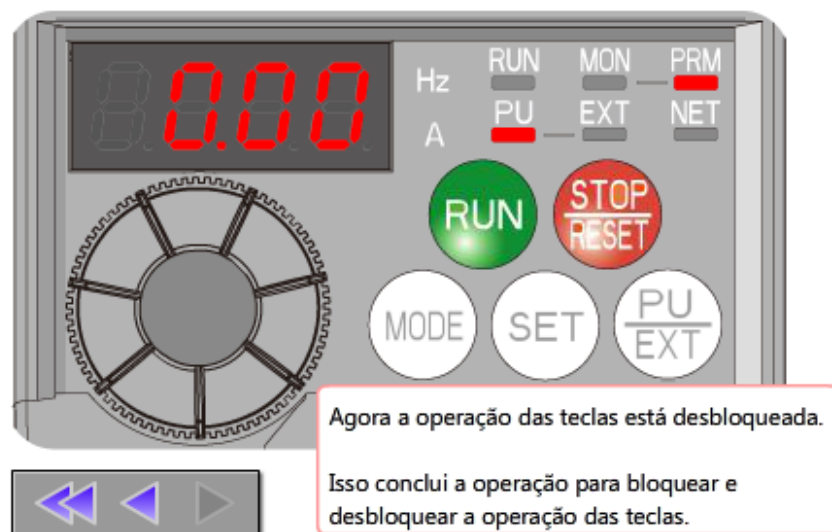 0.00
Hz RUN MON PRM
A PU EXT NET
RUN STOP
RESET
MODE SET PU
EXT
Agora a operação das teclas está desbloqueada.
Isso conclui a operação para bloquear e
desbloquear a operação das teclas.